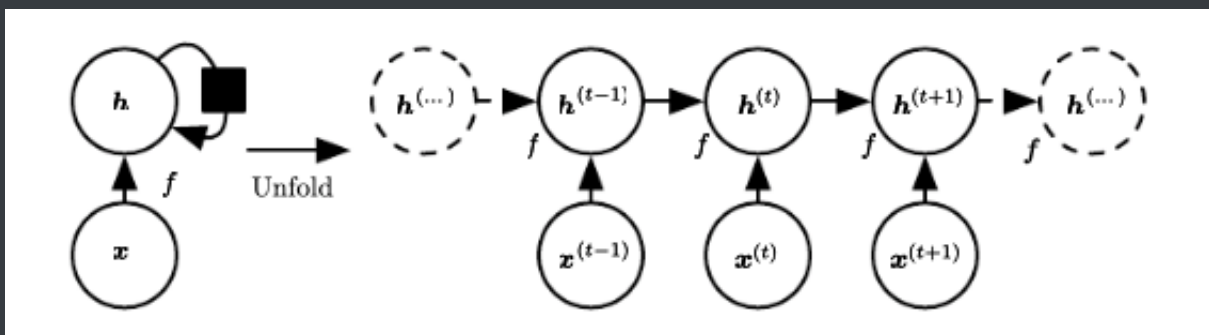 h h(...) h(t−1) h(t) h(t+1) h(...)
f f f f f
Unfold
x x(t−1) x(t) x(t+1)